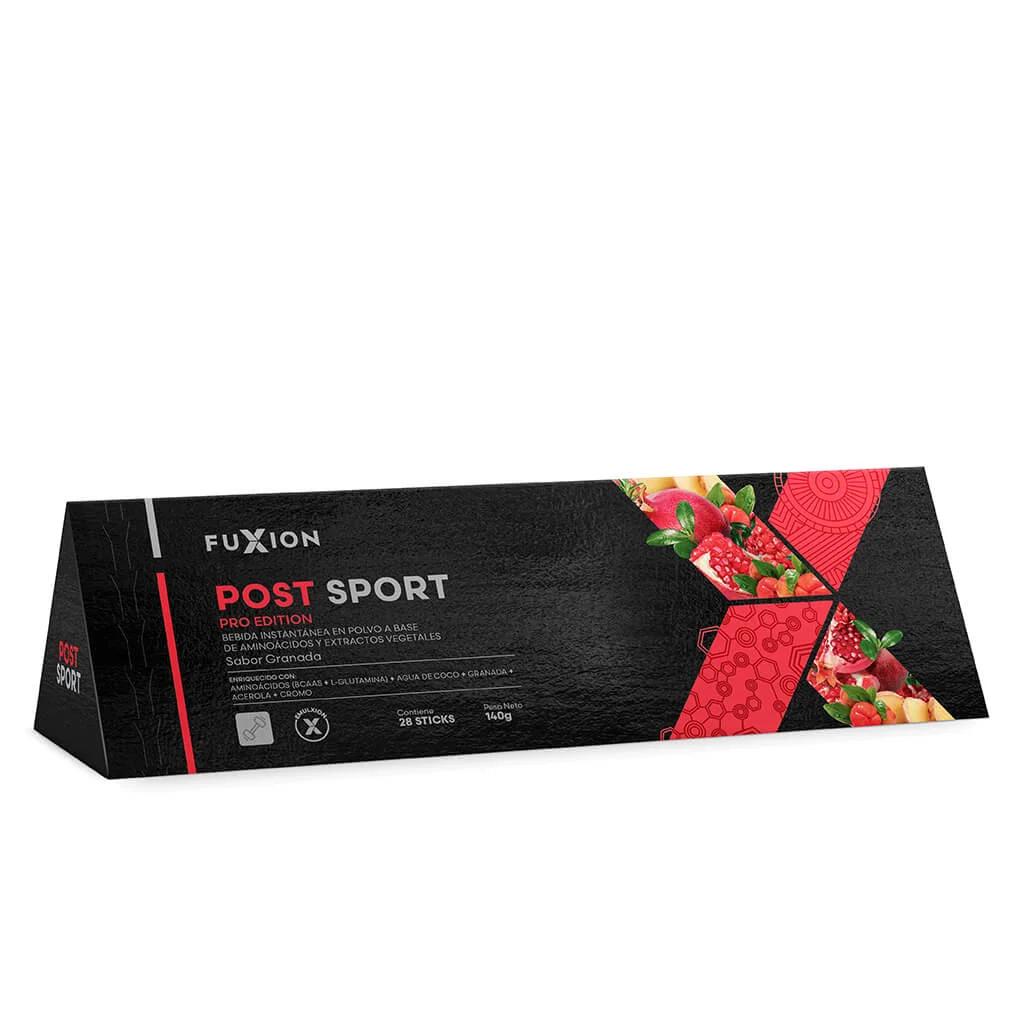 FUXION
POST SPORT
PRO EDITION
BEBIDA INSTANTÁNEA EN POLVO A BASE
DE AMINOÁCIDOS Y EXTRACTOS VEGETALES
Sabor Granada
ENRIQUECIDO CON:
AMINOÁCIDOS (BCAAS + L-GLUTAMINA) + AGUA DE COCO + GRANADA +
ACEROLA + CROMO
EMULXION
X
Contiene
28 STICKS
Peso Neto
140g
POST
SPORT